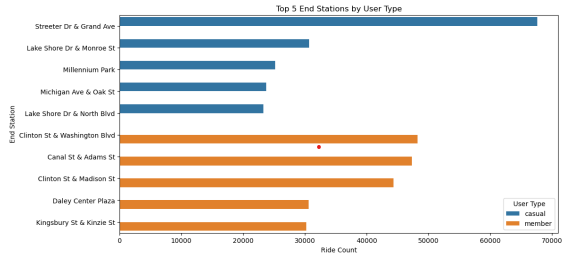 Top 5 End Stations by User Type
End Station
Streeter Dr & Grand Ave
Lake Shore Dr & Monroe St
Millennium Park
Michigan Ave & Oak St
Lake Shore Dr & North Blvd
Clinton St & Washington Blvd
Canal St & Adams St
Clinton St & Madison St
Daley Center Plaza
Kingsbury St & Kinzie St
User Type
casual
member
0 10000 20000 30000 40000 50000 60000 70000
Ride Count